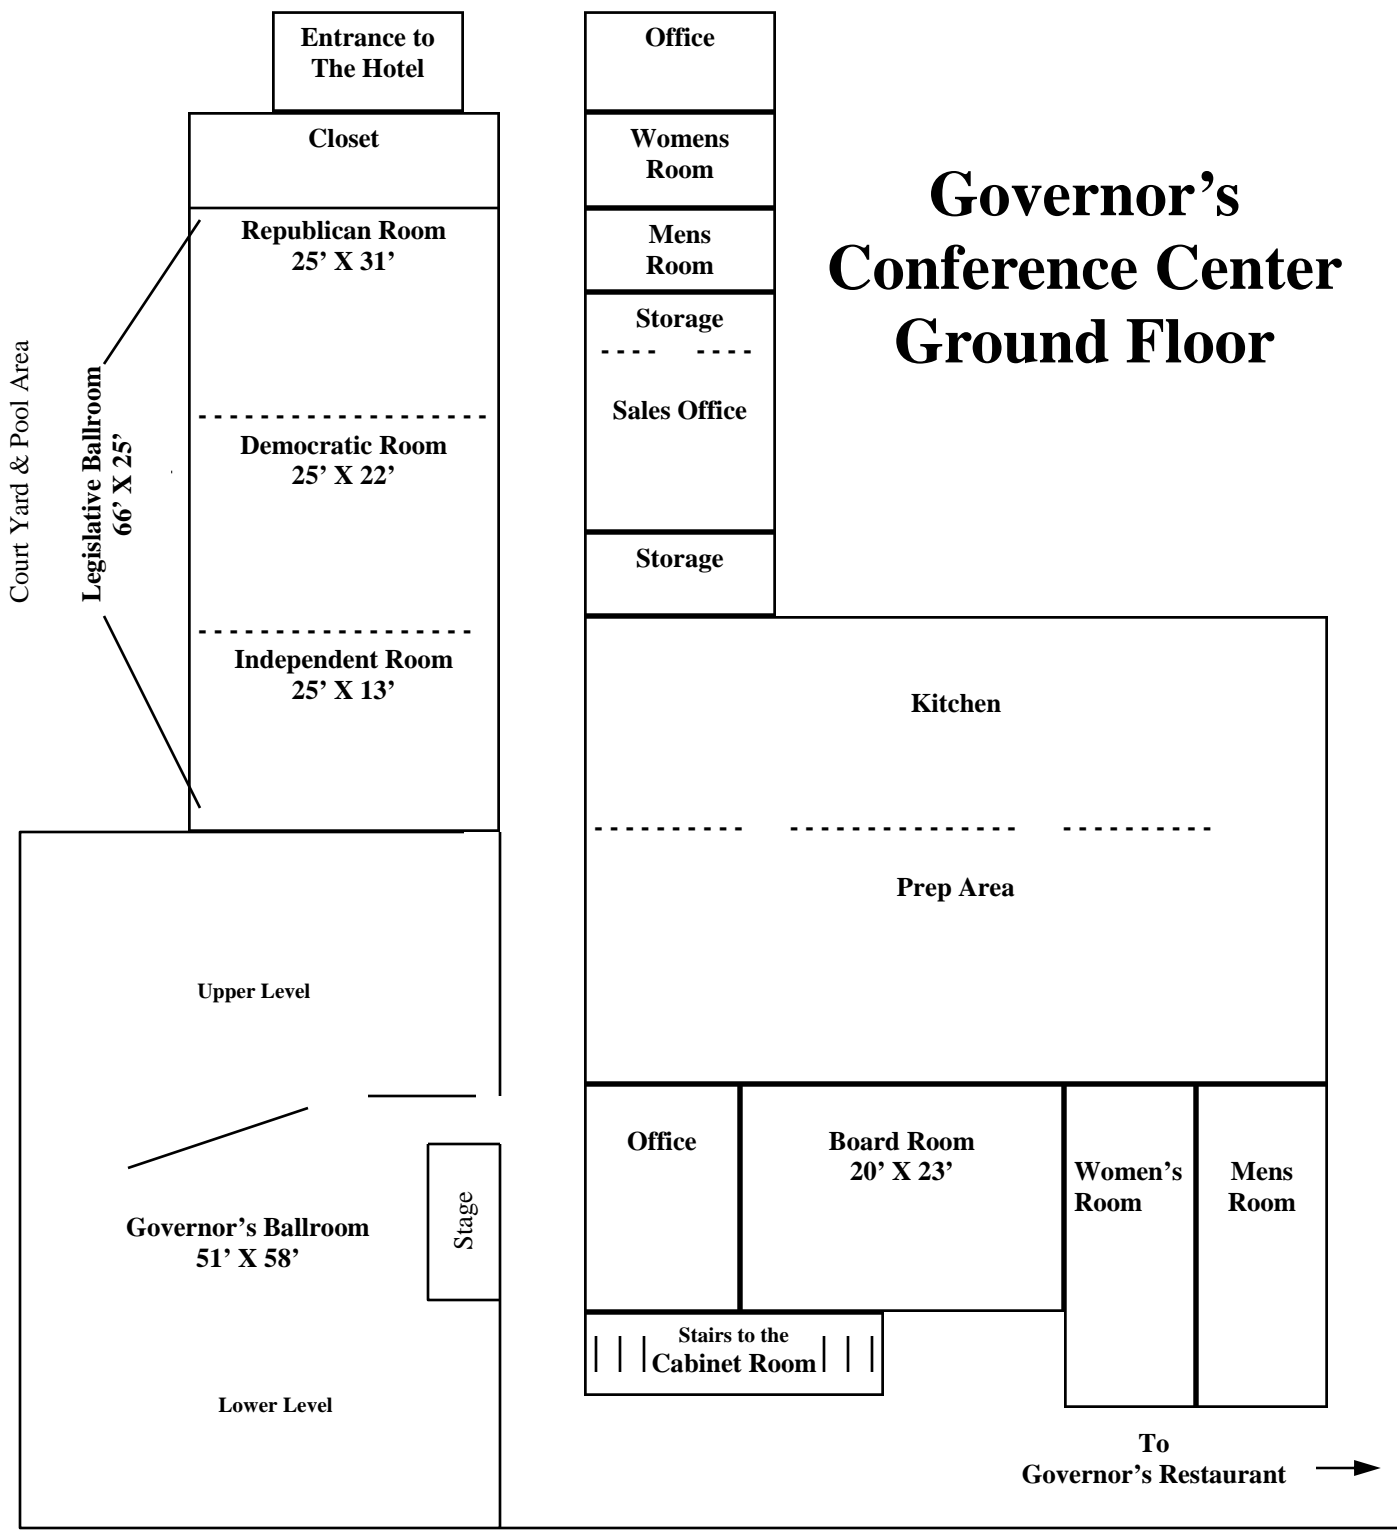 Entrance to
The Hotel
Closet
Republican Room
25’ X 31’
Democratic Room
25’ X 22’
Independent Room
25’ X 13’
Court Yard & Pool Area
Legislative Ballroom
66’ X 25’
Office
Womens
Room
Mens
Room
Storage
Sales Office
Storage
Governor’s
Conference Center
Ground Floor
Kitchen
Prep Area
Upper Level
Governor’s Ballroom
51’ X 58’
Stage
Lower Level
Office
Board Room
20’ X 23’
Women’s
Room
Mens
Room
Stairs to the
Cabinet Room
To
Governor’s Restaurant